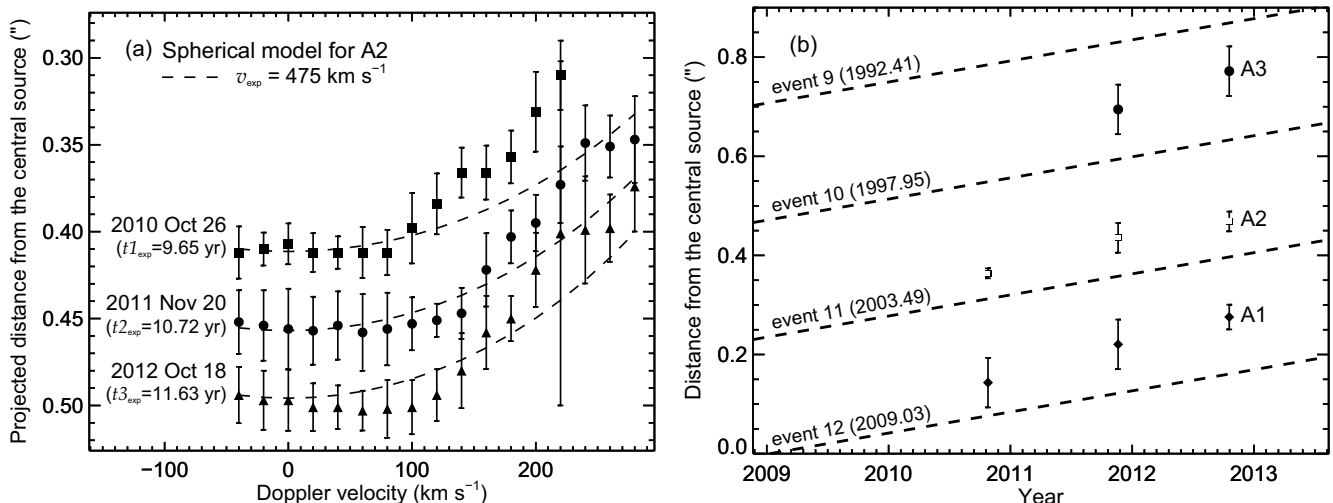 (a) Spherical model for A2
v_exp = 475 km s⁻¹
0.30
0.35
0.40
0.45
0.50
Projected distance from the central source (")
2010 Oct 26
(t1_exp=9.65 yr)
2011 Nov 20
(t2_exp=10.72 yr)
2012 Oct 18
(t3_exp=11.63 yr)
−100 0 100 200
Doppler velocity (km s⁻¹)
(b)
0.8
0.6
0.4
0.2
0.0
Distance from the central source (")
event 9 (1992.41)
A3
event 10 (1997.95)
A2
event 11 (2003.49)
A1
event 12 (2009.03)
2009 2010 2011 2012 2013
Year